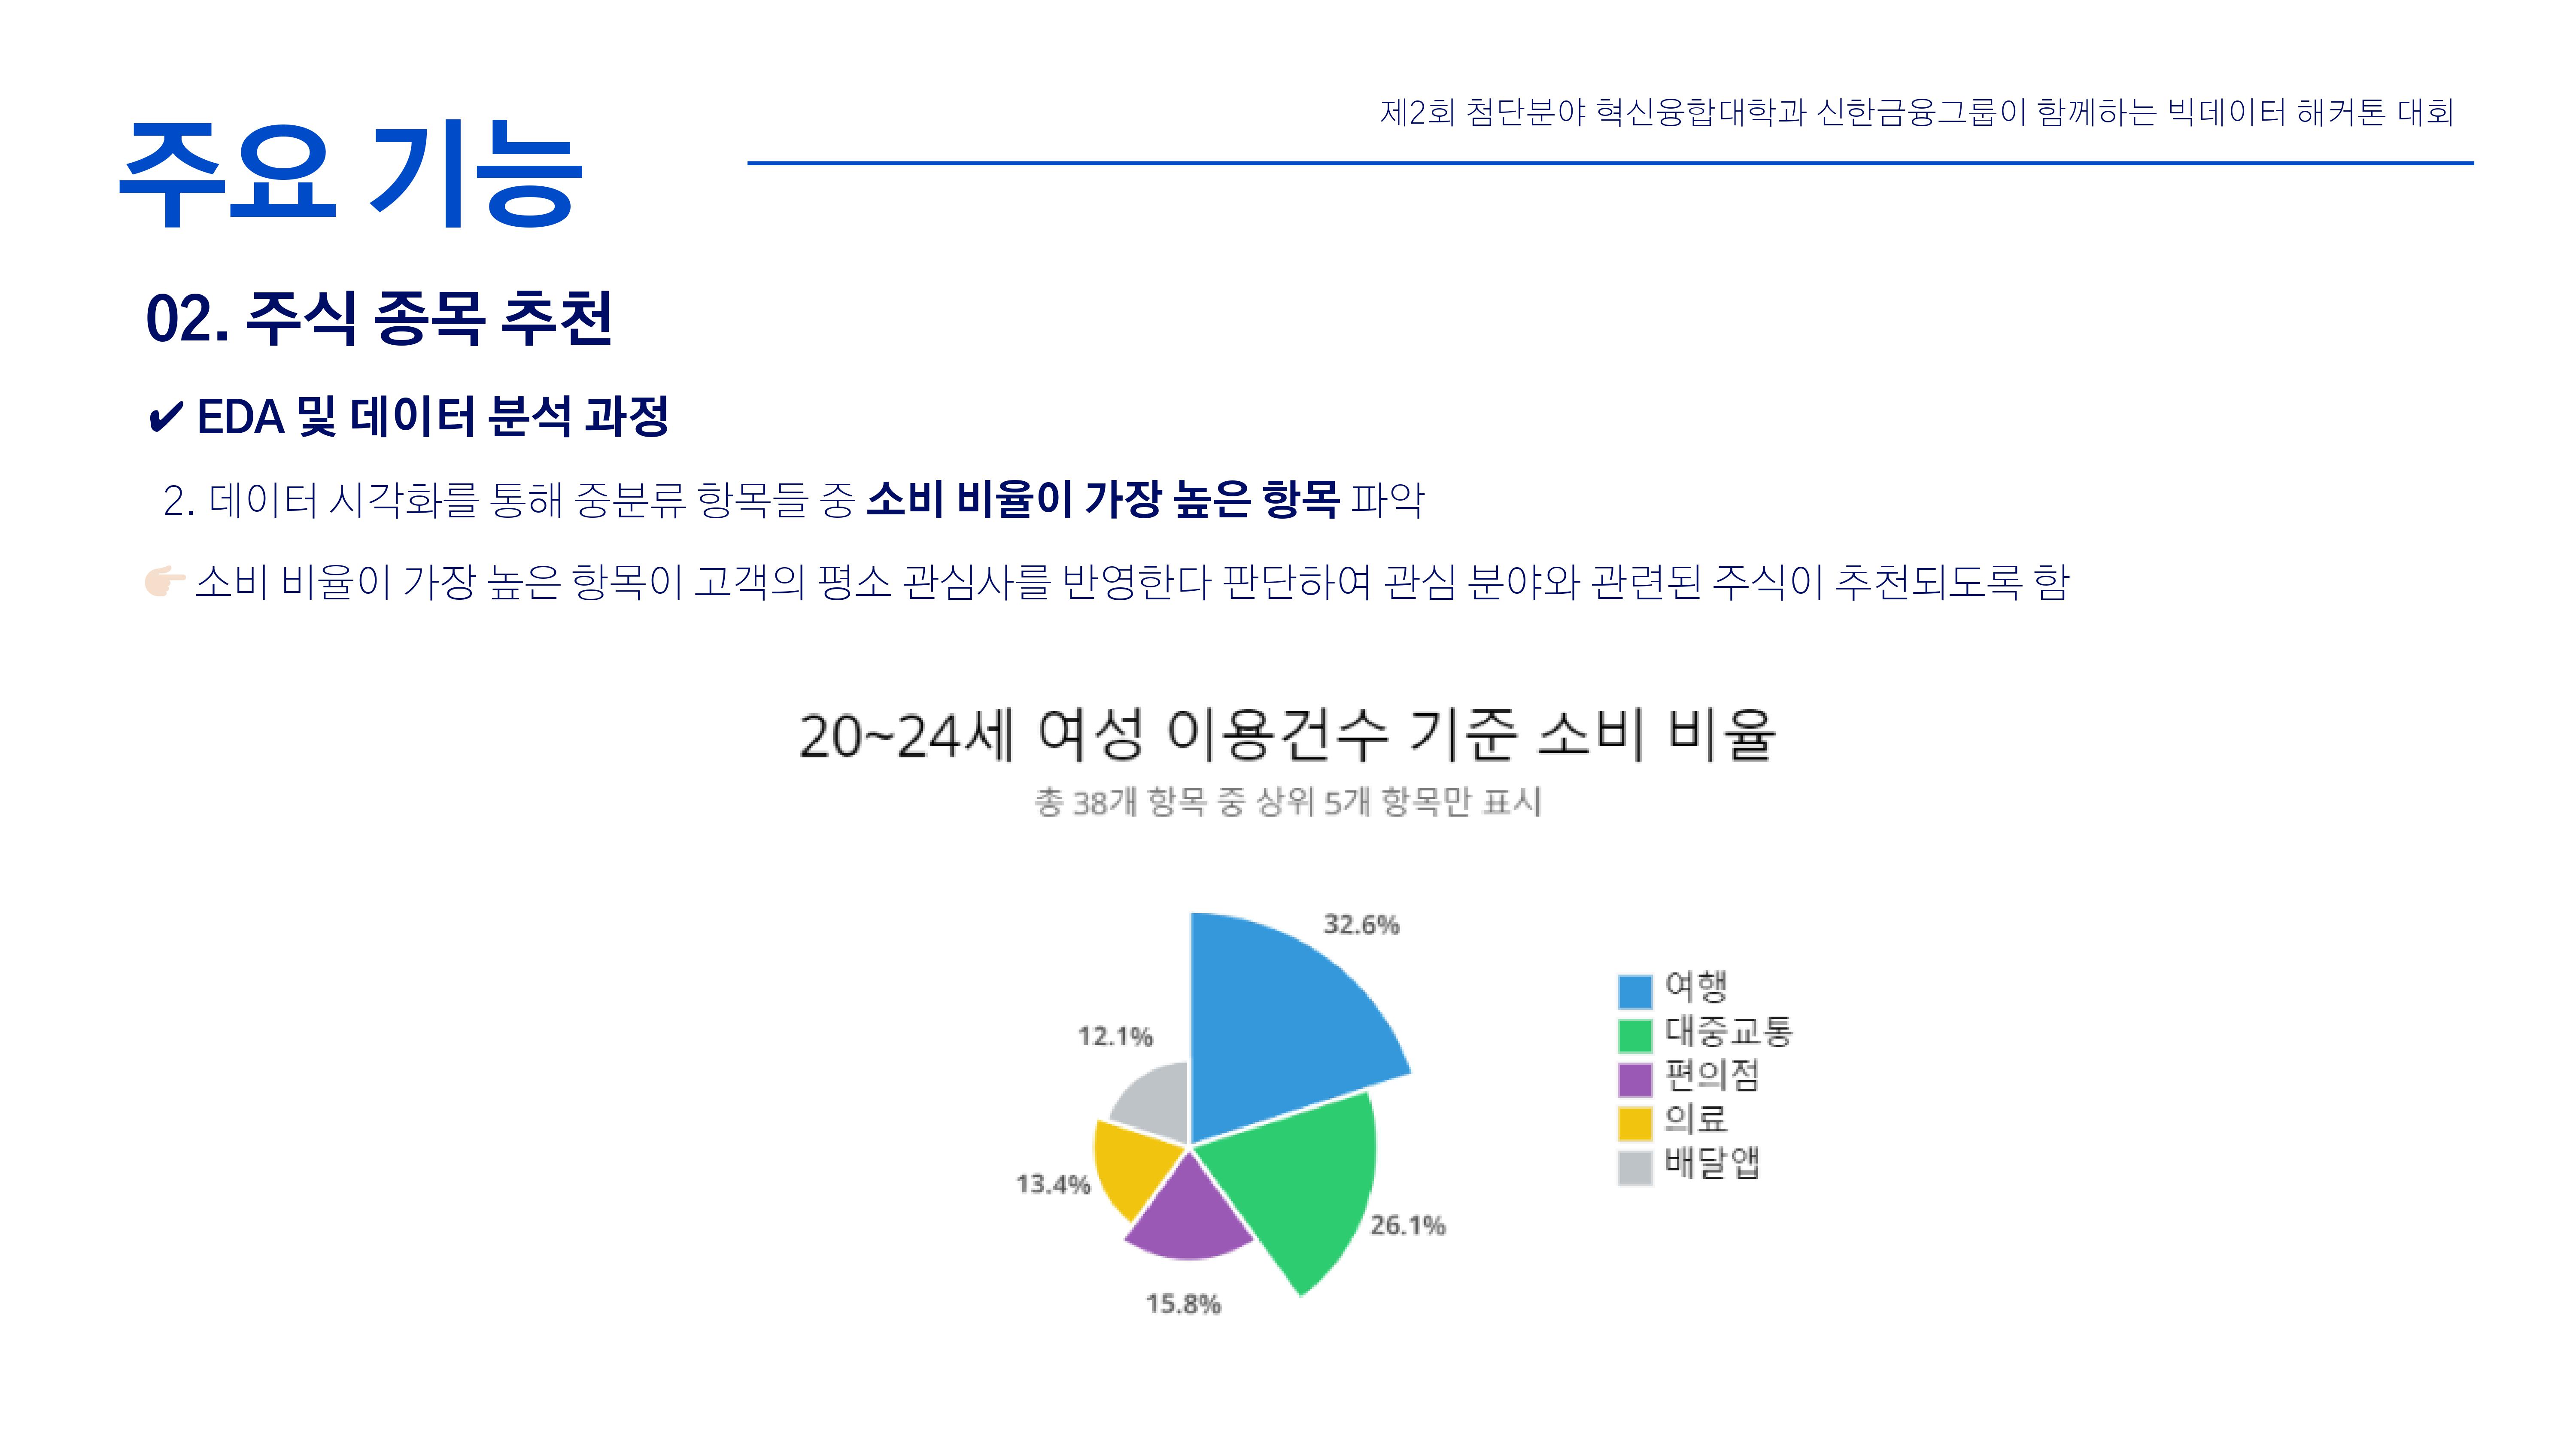 제2회 첨단분야 혁신융합대학과 신한금융그룹이 함께하는 빅데이터 해커톤 대회
주요 기능
02. 주식 종목 추천
✔ EDA 및 데이터 분석 과정
2. 데이터 시각화를 통해 중분류 항목들 중 소비 비율이 가장 높은 항목 파악
👉🏻 소비 비율이 가장 높은 항목이 고객의 평소 관심사를 반영한다 판단하여 관심 분야와 관련된 주식이 추천되도록 함
20~24세 여성 이용건수 기준 소비 비율
총 38개 항목 중 상위 5개 항목만 표시
32.6%
12.1%
13.4%
26.1%
15.8%
여행
대중교통
편의점
의료
배달앱